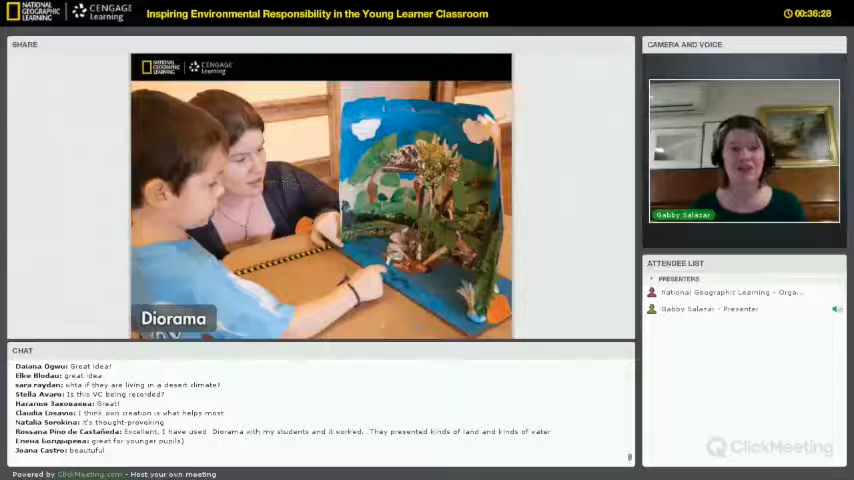 NATIONAL
GEOGRAPHIC
LEARNING
CENGAGE
Learning
Inspiring Environmental Responsibility in the Young Learner Classroom
00:36:28
SHARE
NATIONAL
GEOGRAPHIC
LEARNING
CENGAGE
Learning
Diorama
CAMERA AND VOICE
Gabby Salazar
ATTENDEE LIST
PRESENTERS
National Geographic Learning - Orga...
Gabby Salazar - Presenter
CHAT
Daiana Ogwu: Great idea!
Elke Blodau: great idea
sara raydan: whta if they are living in a desert climate?
Stella Avaro: Is this VC being recorded?
Наталия Заховаева: Great!
Claudia Losavio: I think own creation is what helps most
Natalia Sorokina: it's thought-provoking
Rossana Pino de Castañeda: Excellent, I have used Diorama with my students and it worked. They presented kinds of land and kinds of water
Елена Болдырева: great for younger pupils)
Joana Castro: beautuful
ClickMeeting
Powered by ClickMeeting.com - Host your own meeting